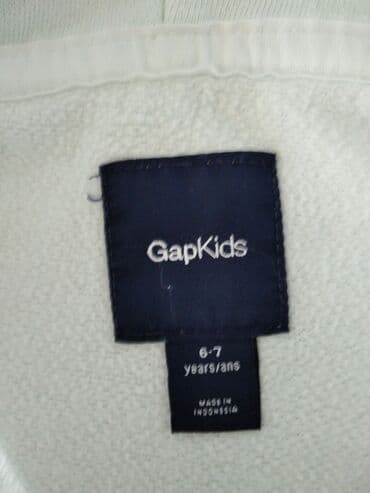 GapKids
6-7
years/ans
MADE IN
INDONESIA